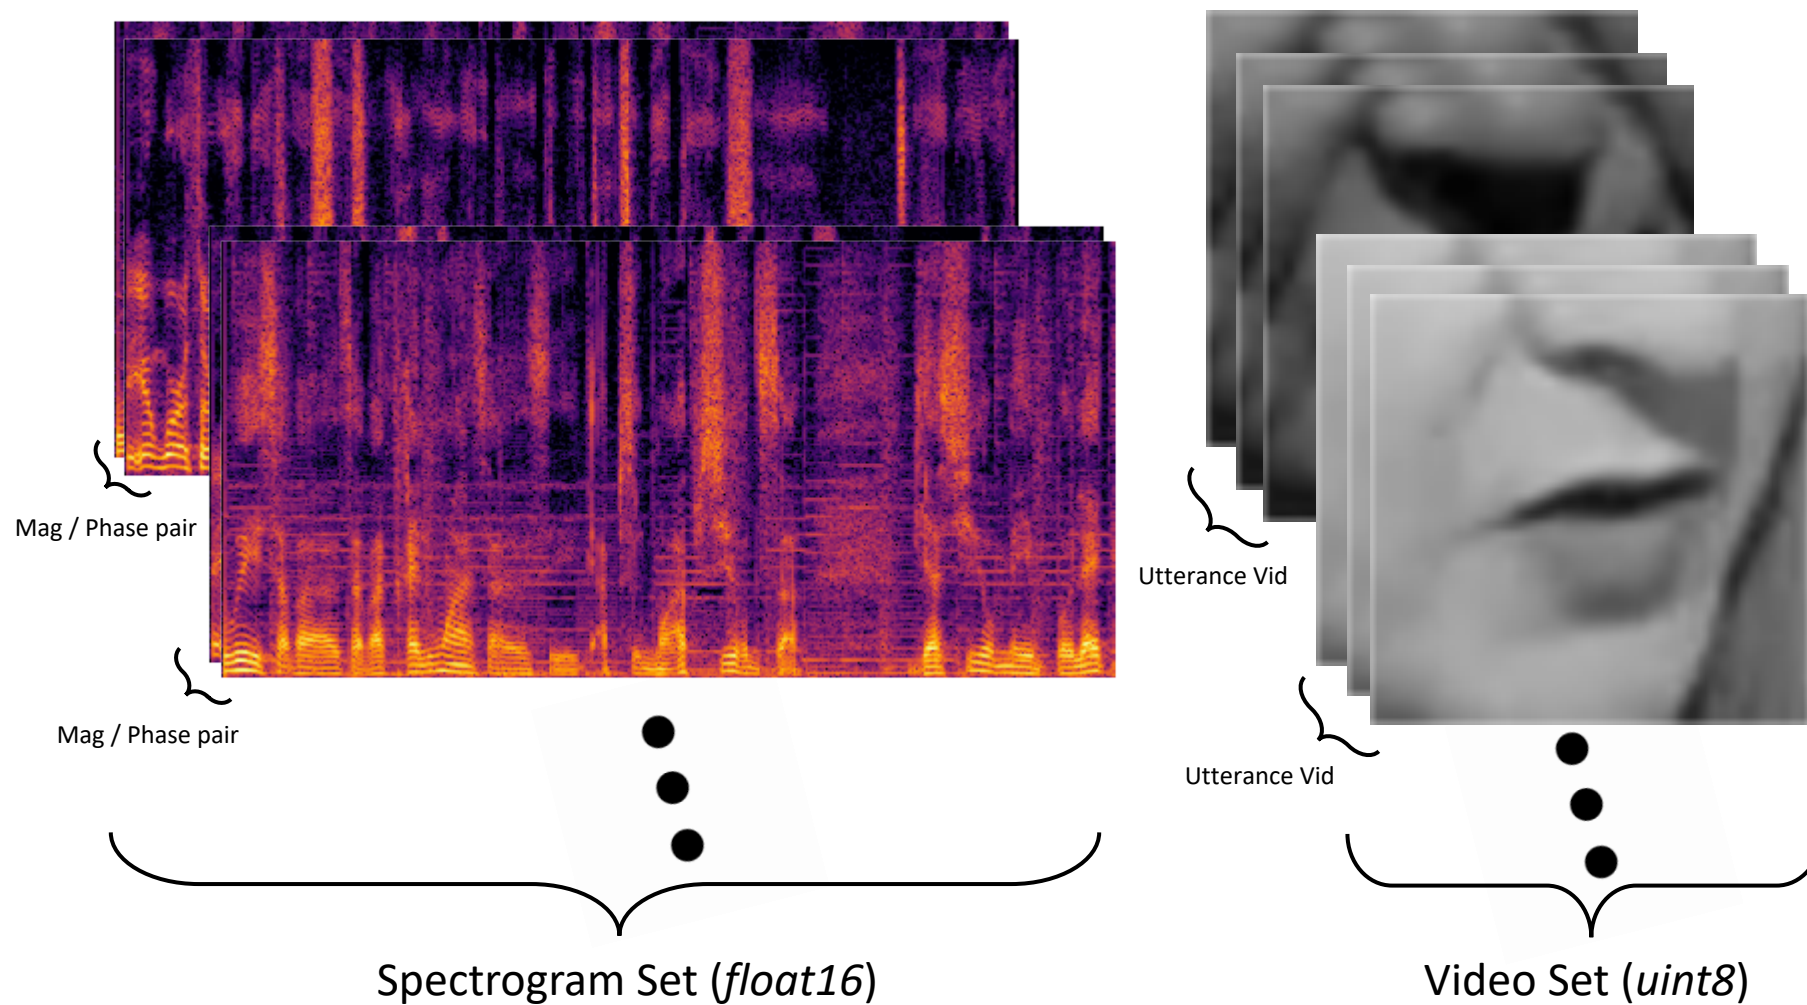 Mag / Phase pair
Mag / Phase pair
Utterance Vid
Utterance Vid
Spectrogram Set (float16)
Video Set (uint8)